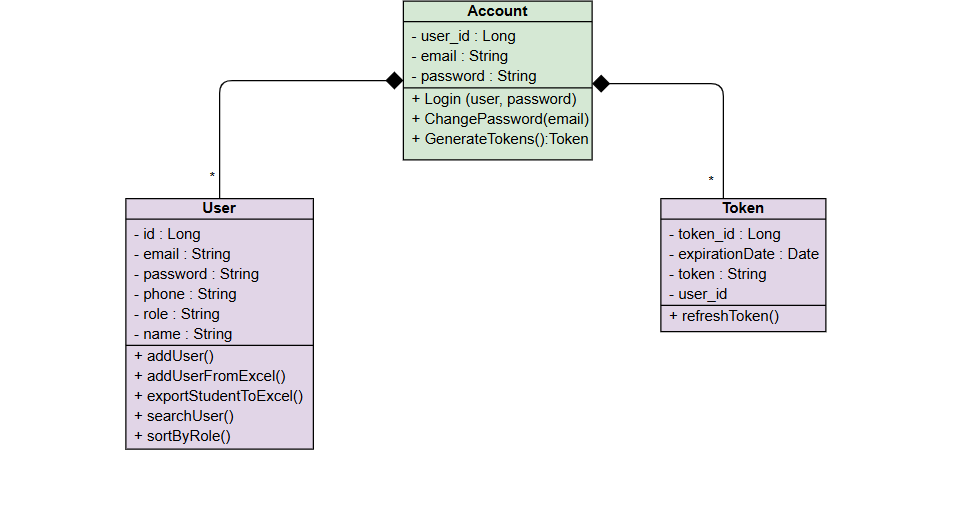 Account
- user_id : Long
- email : String
- password : String
+ Login (user, password)
+ ChangePassword(email)
+ GenerateTokens():Token
*
*
User
- id : Long
- email : String
- password : String
- phone : String
- role : String
- name : String
+ addUser()
+ addUserFromExcel()
+ exportStudentToExcel()
+ searchUser()
+ sortByRole()
Token
- token_id : Long
- expirationDate : Date
- token : String
- user_id
+ refreshToken()